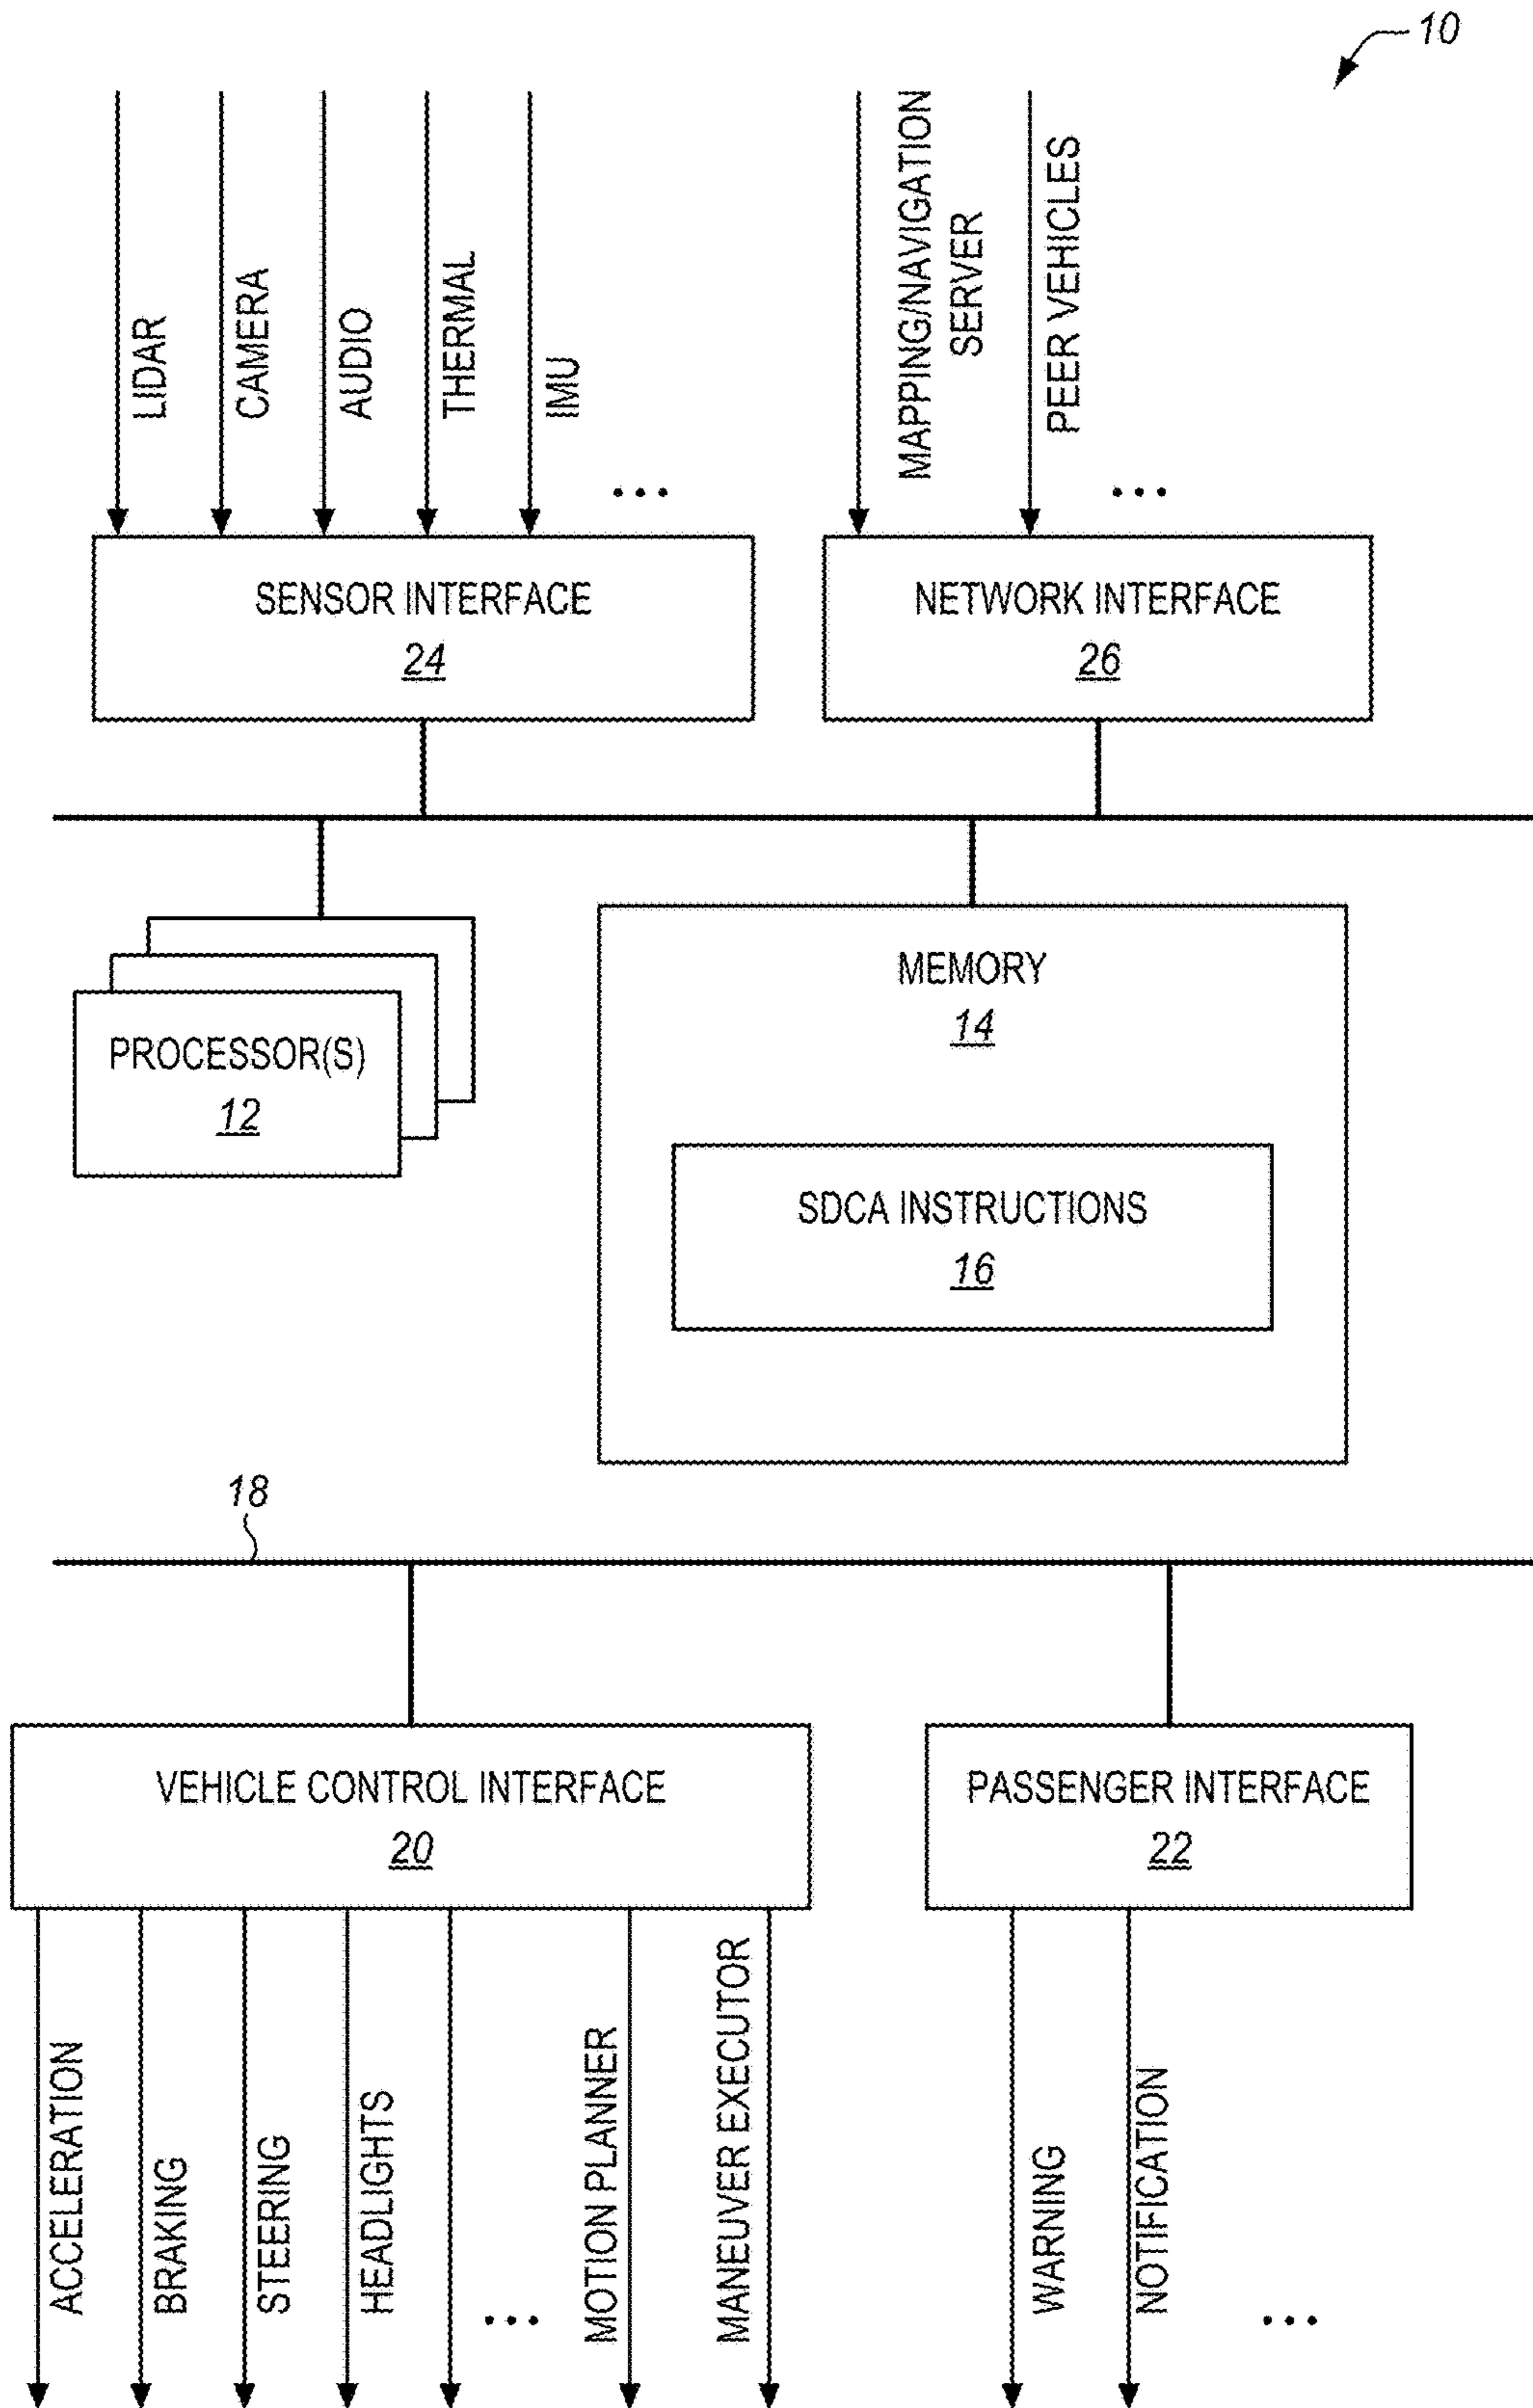 10
LIDAR
CAMERA
AUDIO
THERMAL
IMU
...
MAPPING/NAVIGATION
SERVER
PEER VEHICLES
...
SENSOR INTERFACE
24
NETWORK INTERFACE
26
PROCESSOR(S)
12
MEMORY
14
SDCA INSTRUCTIONS
16
18
VEHICLE CONTROL INTERFACE
20
PASSENGER INTERFACE
22
ACCELERATION
BRAKING
STEERING
HEADLIGHTS
...
MOTION PLANNER
MANEUVER EXECUTOR
WARNING
NOTIFICATION
...